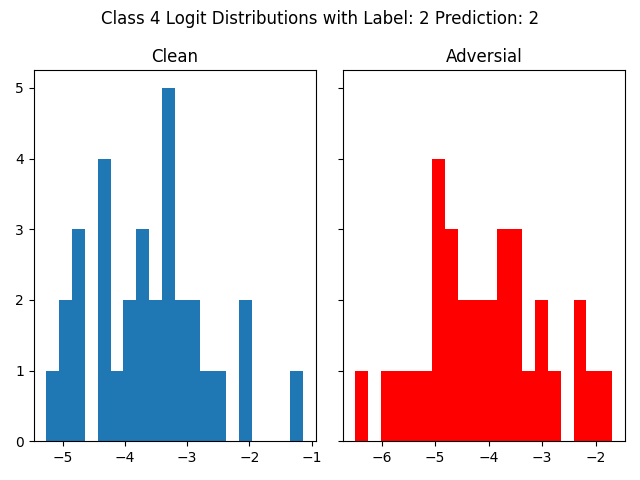 Class 4 Logit Distributions with Label: 2 Prediction: 2
Clean
Adversial
5
4
3
2
1
0
−5 −4 −3 −2 −1
−6 −5 −4 −3 −2